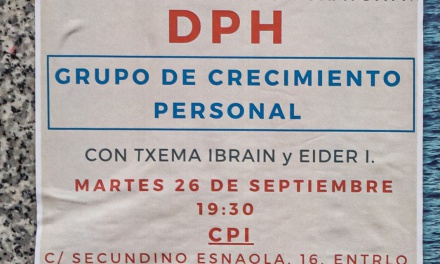 DPH
GRUPO DE CRECIMIENTO
PERSONAL
CON TXEMA IBRAIN y EIDER I.
MARTES 26 DE SEPTIEMBRE
19:30
CPI
C/ SECUNDINO ESNAOLA, 16, ENTRLO